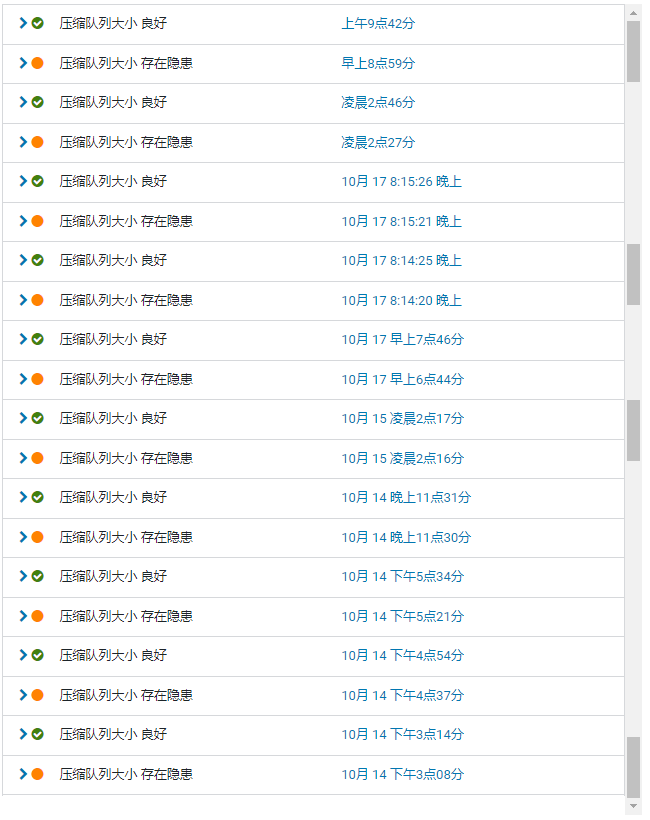 压缩队列大小 良好 上午9点42分
压缩队列大小 存在隐患 早上8点59分
压缩队列大小 良好 凌晨2点46分
压缩队列大小 存在隐患 凌晨2点27分
压缩队列大小 良好 10月 17 8:15:26 晚上
压缩队列大小 存在隐患 10月 17 8:15:21 晚上
压缩队列大小 良好 10月 17 8:14:25 晚上
压缩队列大小 存在隐患 10月 17 8:14:20 晚上
压缩队列大小 良好 10月 17 早上7点46分
压缩队列大小 存在隐患 10月 17 早上6点44分
压缩队列大小 良好 10月 15 凌晨2点17分
压缩队列大小 存在隐患 10月 15 凌晨2点16分
压缩队列大小 良好 10月 14 晚上11点31分
压缩队列大小 存在隐患 10月 14 晚上11点30分
压缩队列大小 良好 10月 14 下午5点34分
压缩队列大小 存在隐患 10月 14 下午5点21分
压缩队列大小 良好 10月 14 下午4点54分
压缩队列大小 存在隐患 10月 14 下午4点37分
压缩队列大小 良好 10月 14 下午3点14分
压缩队列大小 存在隐患 10月 14 下午3点08分